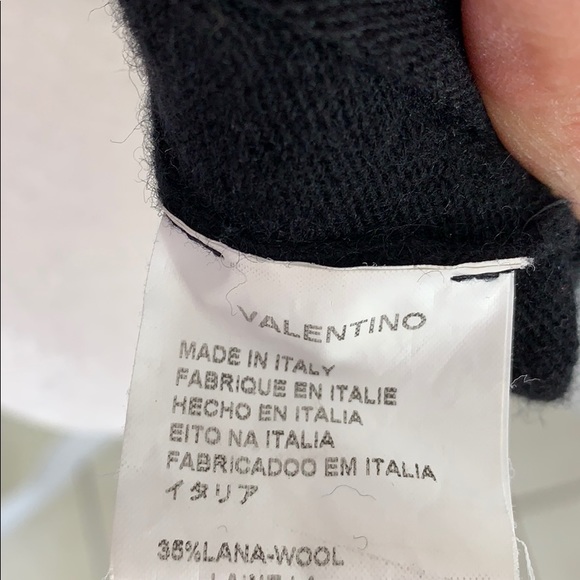 VALENTINO
MADE IN ITALY
FABRIQUE EN ITALIE
HECHO EN ITALIA
EITO NA ITALIA
FABRICADOO EM ITALIA
イタリア
35%LANA-WOOL